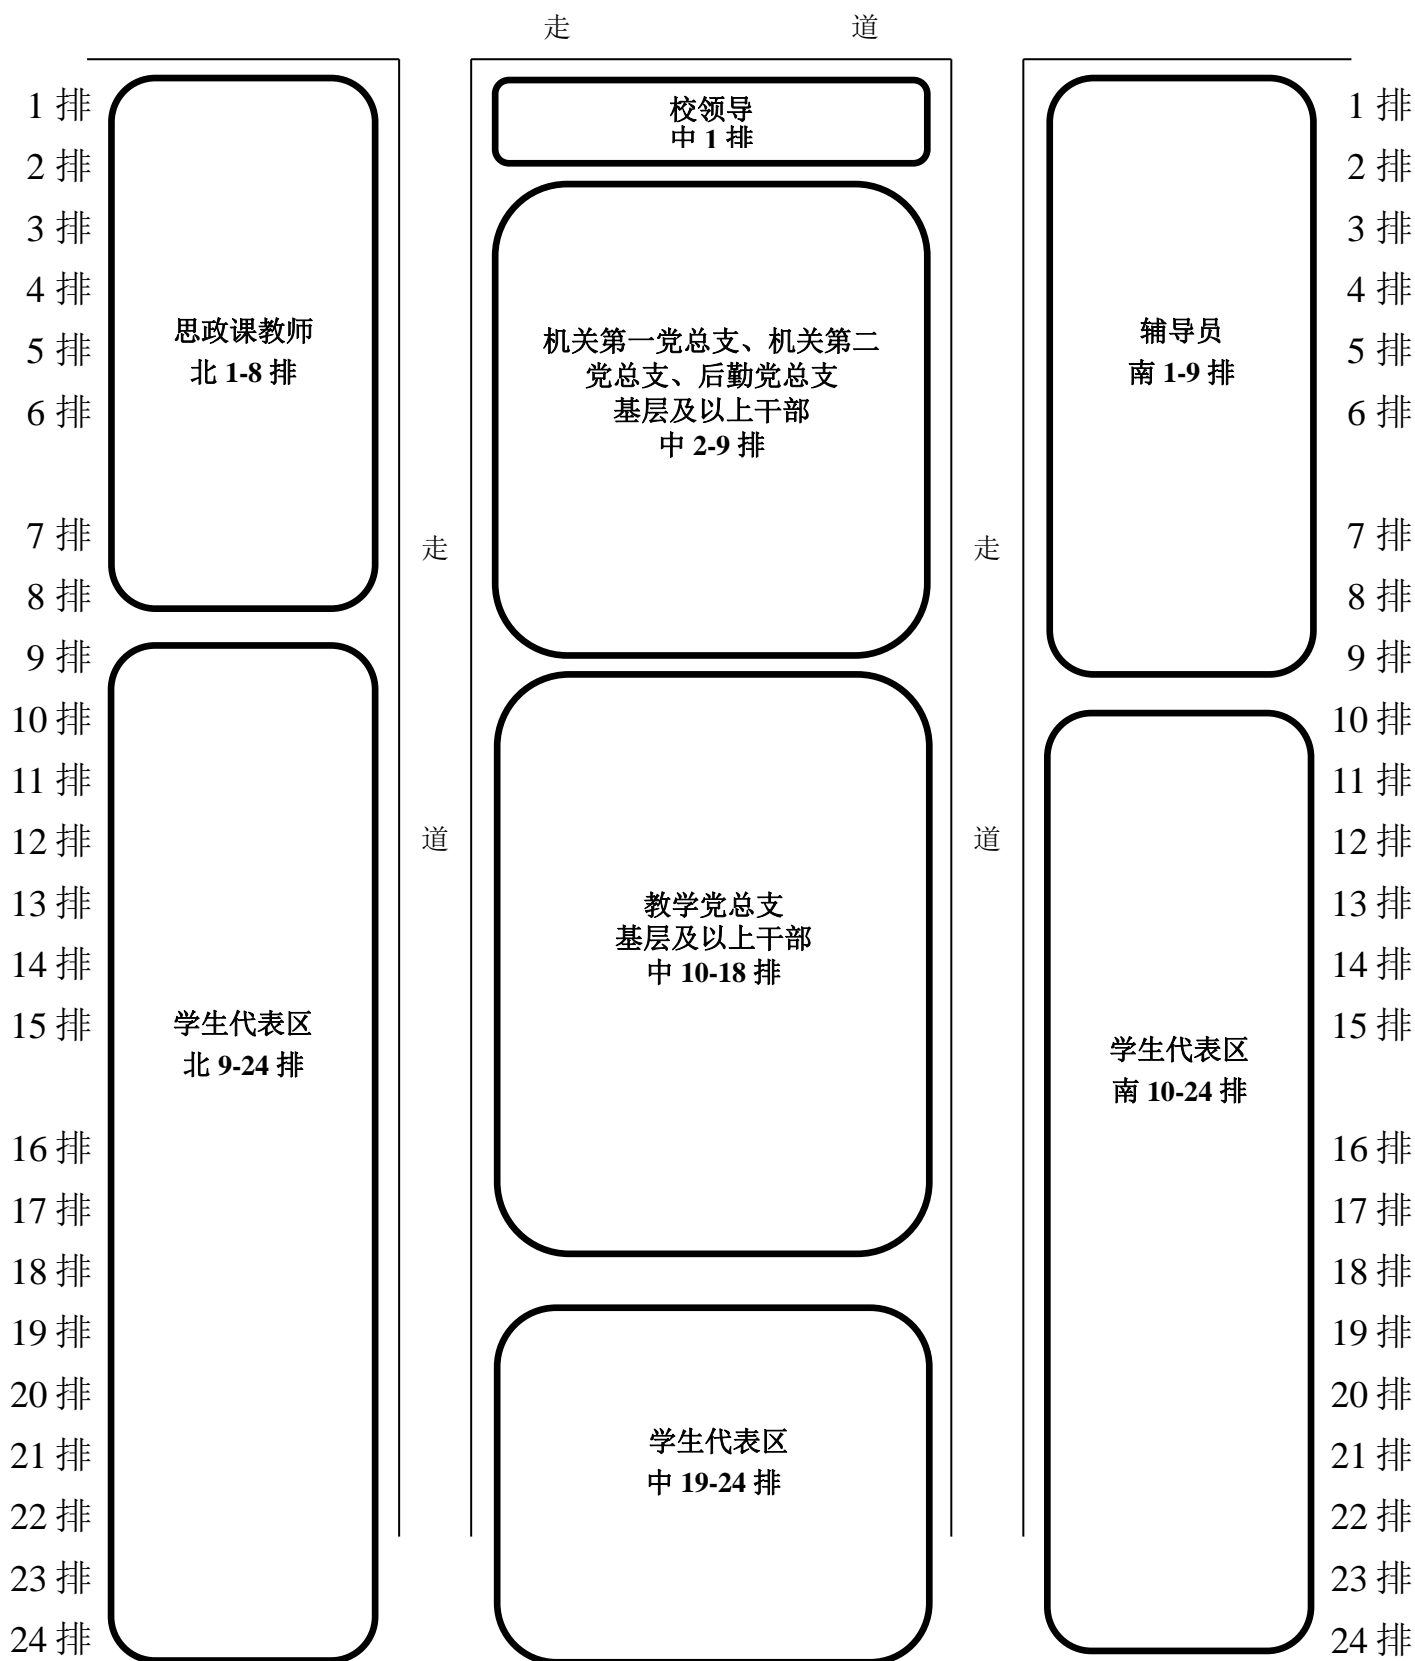 走 道
1 排
2 排
3 排
4 排
5 排
6 排
7 排
8 排
9 排
10 排
11 排
12 排
13 排
14 排
15 排
16 排
17 排
18 排
19 排
20 排
21 排
22 排
23 排
24 排
思政课教师
北 1-8 排
学生代表区
北 9-24 排
走
道
校领导
中 1 排
机关第一党总支、机关第二
党总支、后勤党总支
基层及以上干部
中 2-9 排
教学党总支
基层及以上干部
中 10-18 排
学生代表区
中 19-24 排
走
道
辅导员
南 1-9 排
学生代表区
南 10-24 排
1 排
2 排
3 排
4 排
5 排
6 排
7 排
8 排
9 排
10 排
11 排
12 排
13 排
14 排
15 排
16 排
17 排
18 排
19 排
20 排
21 排
22 排
23 排
24 排